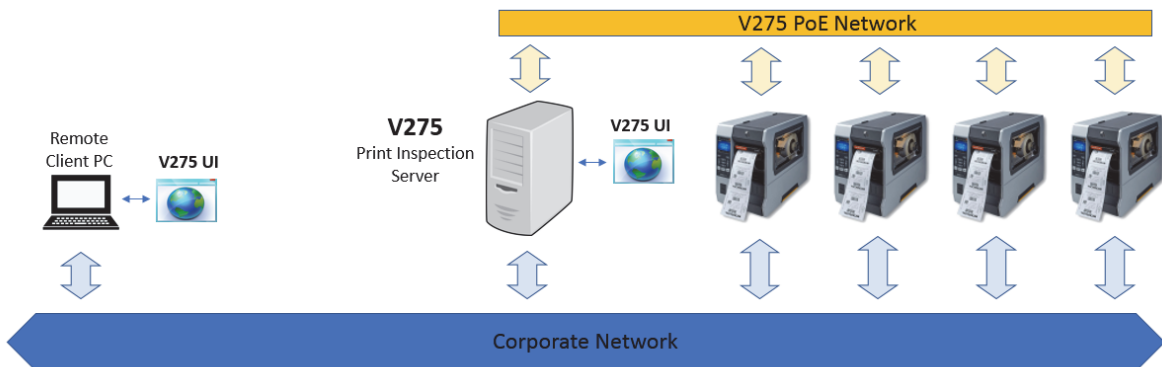 V275 PoE Network
Remote
Client PC
V275 UI
V275
Print Inspection
Server
V275 UI
Corporate Network